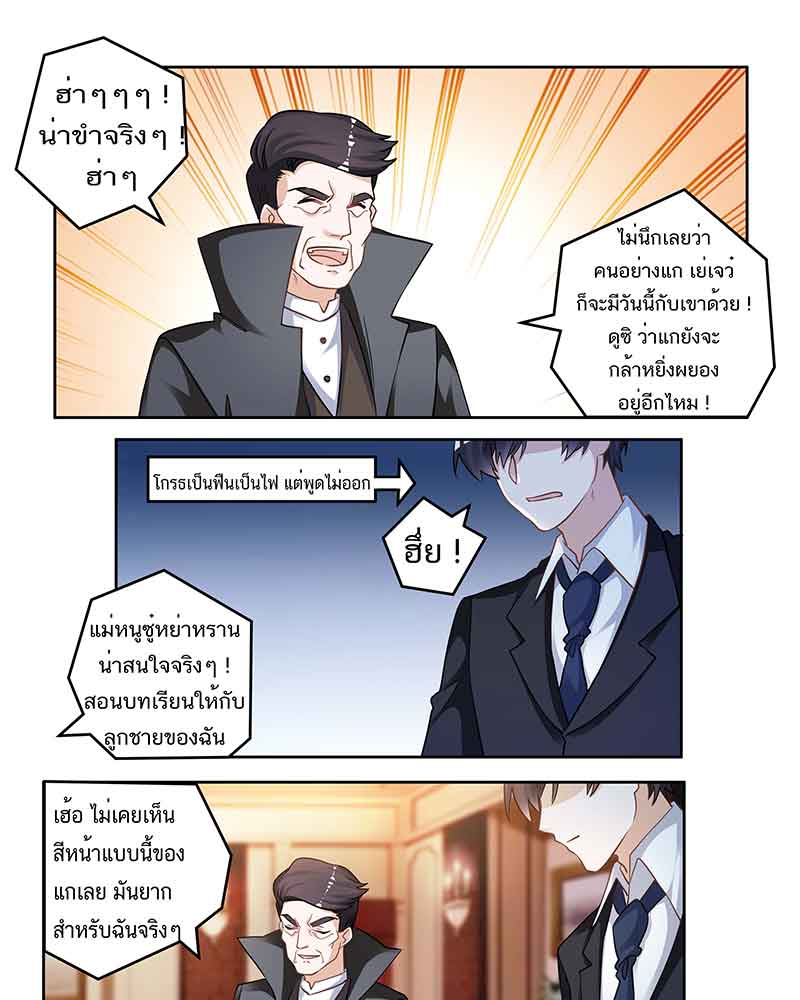 ฮ่าๆๆๆ !
น่าขำจริงๆ !
ฮ่าๆ
ไม่นึกเลยว่า
คนอย่างแก เย่เจว๋
ก็จะมีวันนี้กับเขาด้วย !
ดูซิ ว่าแกยังจะ
กล้าหยิ่งผยอง
อยู่อีกไหม !
โกรธเป็นฟืนเป็นไฟ แต่พูดไม่ออก
ฮึ่ย !
แม่หนูซู๋หย่าหราน
น่าสนใจจริงๆ !
สอนบทเรียนให้กับ
ลูกชายของฉัน
เฮ้อ ไม่เคยเห็น
สีหน้าแบบนี้ของ
แกเลย มันยาก
สำหรับฉันจริงๆ